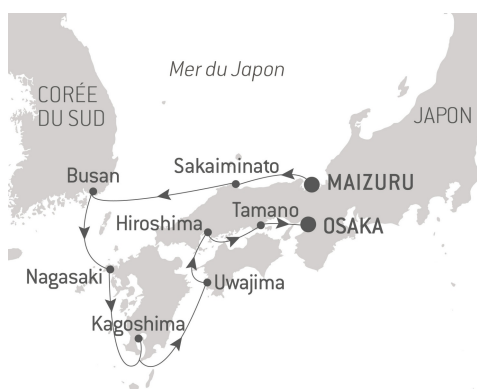 Mer du Japon
CORÉE
DU SUD
JAPON
Sakaiminato
Busan
MAIZURU
Tamano
Hiroshima
OSAKA
Nagasaki
Uwajima
Kagoshima